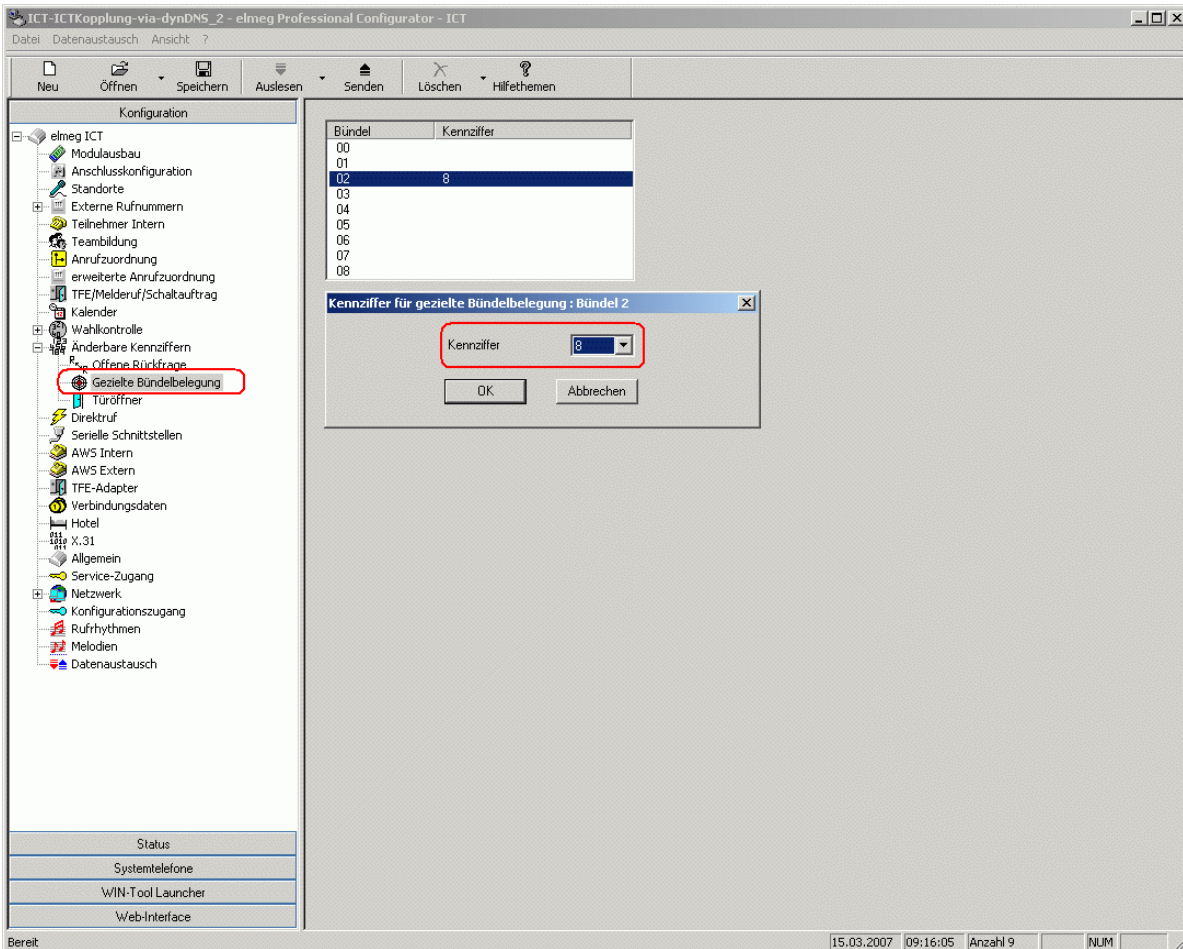 ICT-ICTKopplung-via-dynDNS_2 - elmeg Professional Configurator - ICT
Datei Datenaustausch Ansicht ?
Neu Öffnen Speichern Auslesen Senden Löschen Hilfethemen
Konfiguration
elmeg ICT
Modulausbau
Anschlusskonfiguration
Standorte
Externe Rufnummern
Teilnehmer Intern
Teambildung
Anrufzuordnung
erweiterte Anrufzuordnung
TFE/Melderuf/Schaltauftrag
Kalender
Wahlkontrolle
Änderbare Kennziffern
Offene Rückfrage
Gezielte Bündelbelegung
Türöffner
Direktruf
Serielle Schnittstellen
AWS Intern
AWS Extern
TFE-Adapter
Verbindungsdaten
Hotel
X.31
Allgemein
Service-Zugang
Netzwerk
Konfigurationszugang
Rufrhythmen
Melodien
Datenaustausch
Status
Systemtelefone
WIN-Tool Launcher
Web-Interface
Bündel Kennziffer
00
01
02 8
03
04
05
06
07
08
Kennziffer für gezielte Bündelbelegung : Bündel 2
Kennziffer 8
OK Abbrechen
Bereit 15.03.2007 09:16:05 Anzahl 9 NUM